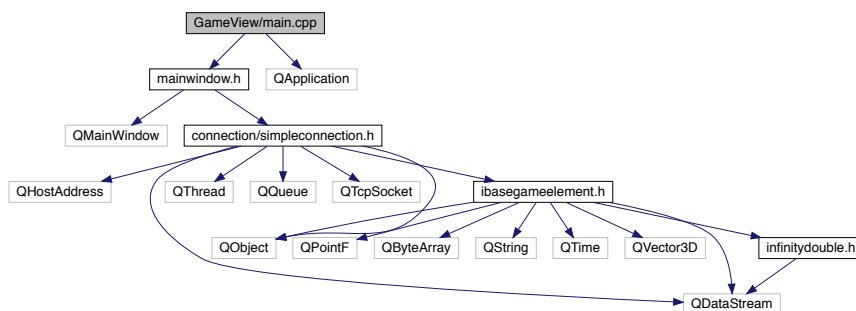 GameView/main.cpp
mainwindow.h
QApplication
QMainWindow
connection/simpleconnection.h
QHostAddress
QThread
QQueue
QTcpSocket
ibasegameelement.h
QObject
QPointF
QByteArray
QString
QTime
QVector3D
infinitydouble.h
QDataStream